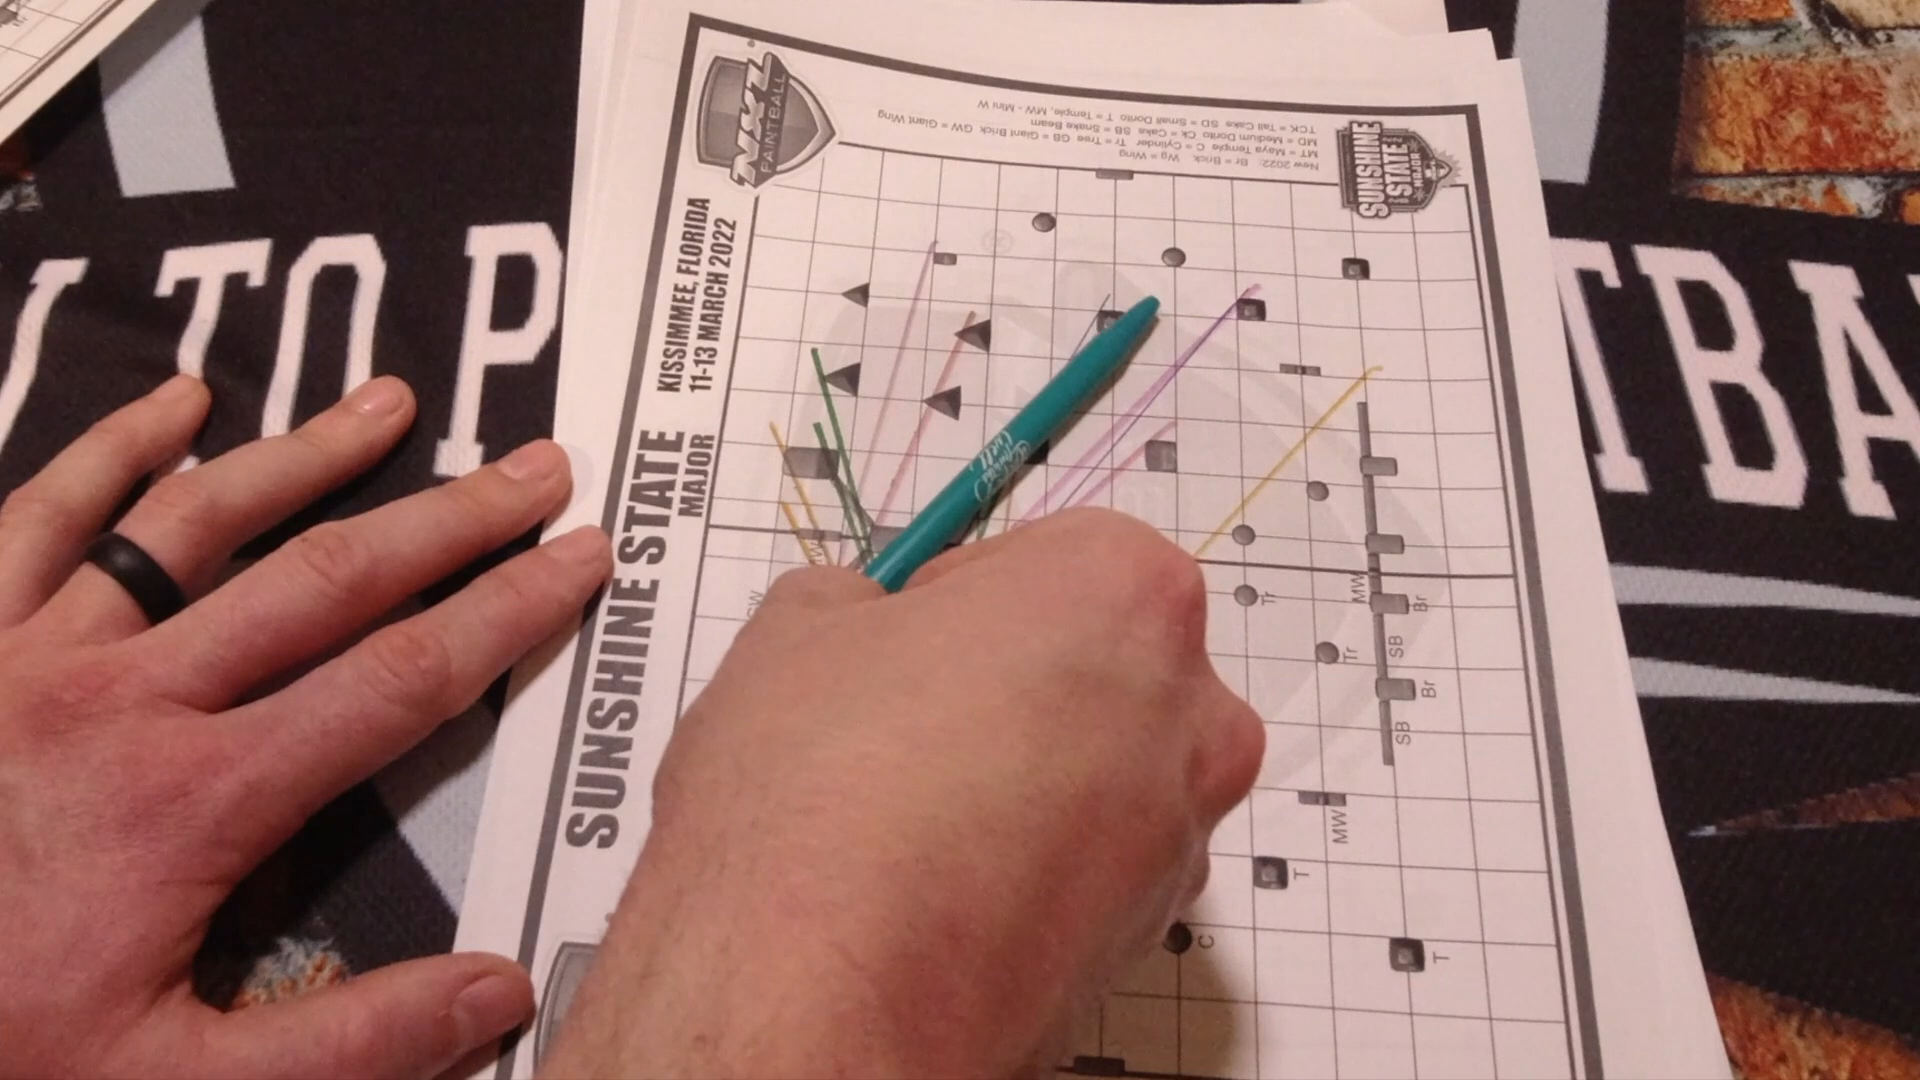 NXL
PAINTBALL
New 2022: Br = Brick Wg = Wing
MT = Maya Temple C = Cylinder Tr = Tree GB = Giant Brick GW = Giant Wing
MD = Medium Dorito Ck = Cake SB = Snake Beam
TCK = Tall Cake SD = Small Dorito T = Temple, MW - Mini W
SUNSHINE
STATE
MAJOR
KISSIMMEE, FLORIDA
11-13 MARCH 2022
SUNSHINE STATE
MAJOR
TO P
TBA
MW
Tr
MW
Br
Tr
SB
Br
SB
MW
T
C
T